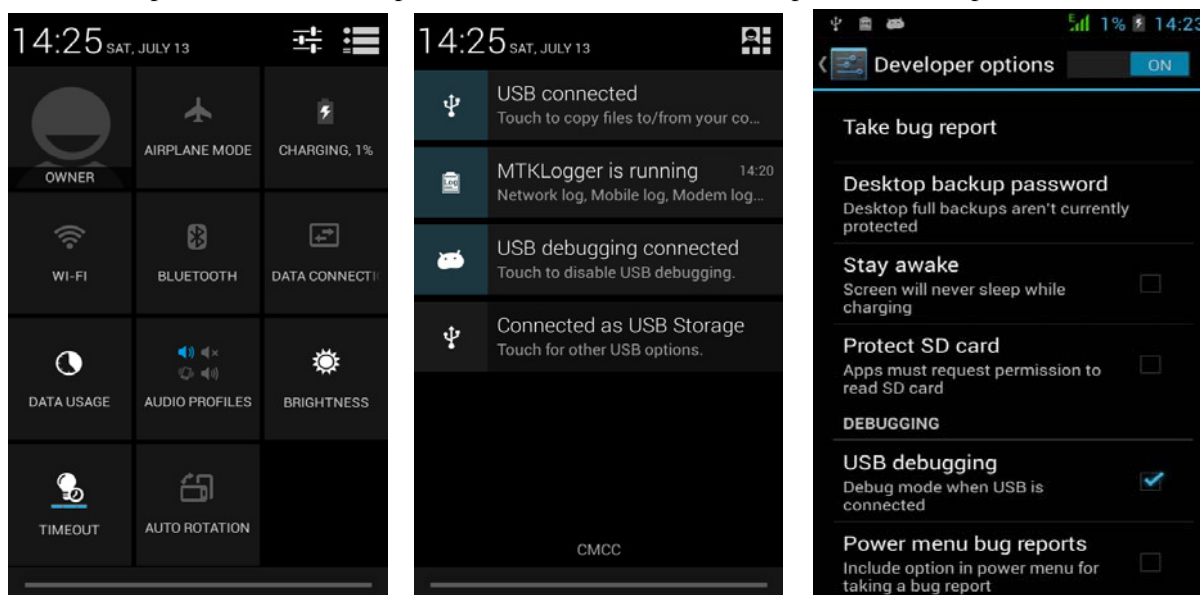 14:25 SAT, JULY 13
OWNER
AIRPLANE MODE
CHARGING, 1%
WI-FI
BLUETOOTH
DATA CONNECTI
DATA USAGE
AUDIO PROFILES
BRIGHTNESS
TIMEOUT
AUTO ROTATION
14:25 SAT, JULY 13
USB connected
Touch to copy files to/from your co...
MTKLogger is running 14:20
Network log, Mobile log, Modem log...
USB debugging connected
Touch to disable USB debugging.
Connected as USB Storage
Touch for other USB options.
CMCC
E 1% 14:23
Developer options ON
Take bug report
Desktop backup password
Desktop full backups aren't currently
protected
Stay awake
Screen will never sleep while
charging
Protect SD card
Apps must request permission to
read SD card
DEBUGGING
USB debugging
Debug mode when USB is
connected
Power menu bug reports
Include option in power menu for
taking a bug report